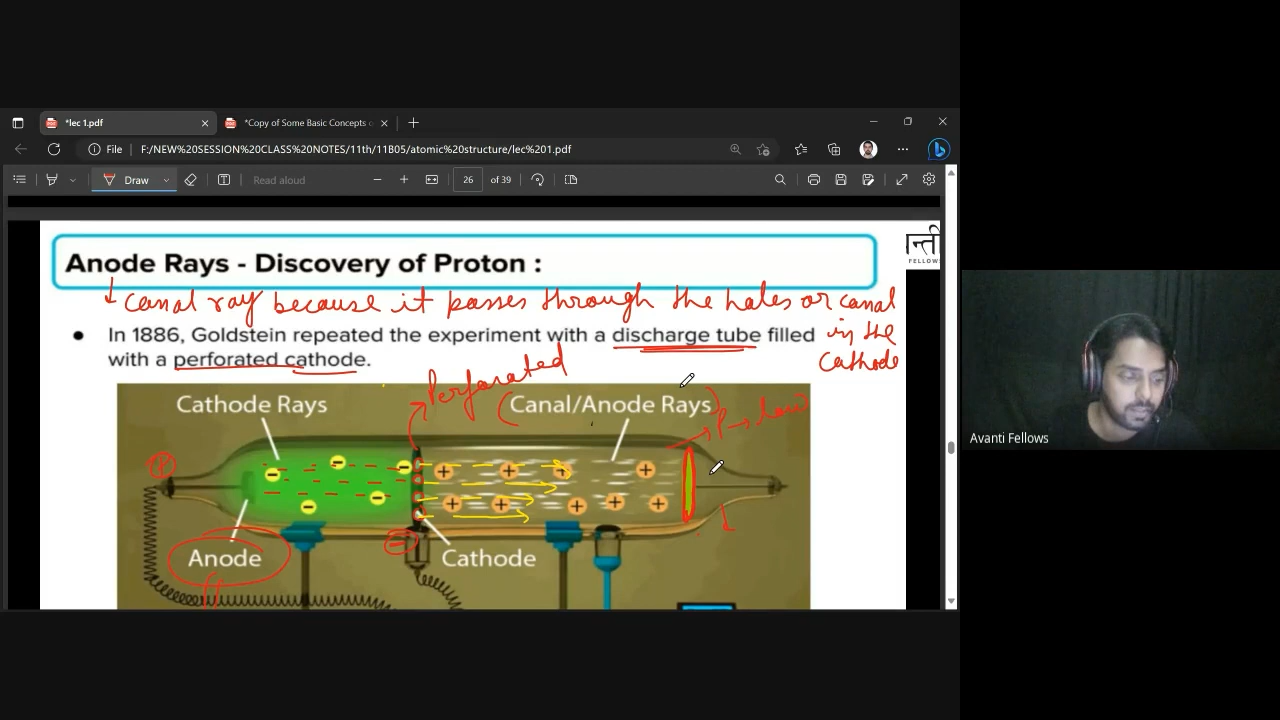 *lec 1.pdf
*Copy of Some Basic Concepts o
File F:/NEW%20SESSION%20CLASS%20NOTES/11th/11B05/atomic%20structure/lec%201.pdf
Draw
Read aloud
26 of 39
Anode Rays - Discovery of Proton :
न्ती
FELLOWS
Canal ray because it passes through the holes or canal
in the
Cathode
In 1886, Goldstein repeated the experiment with a discharge tube filled
with a perforated cathode.
Perforated
Cathode Rays
(Canal/Anode Rays)
P → low
Anode
Cathode
Avanti Fellows